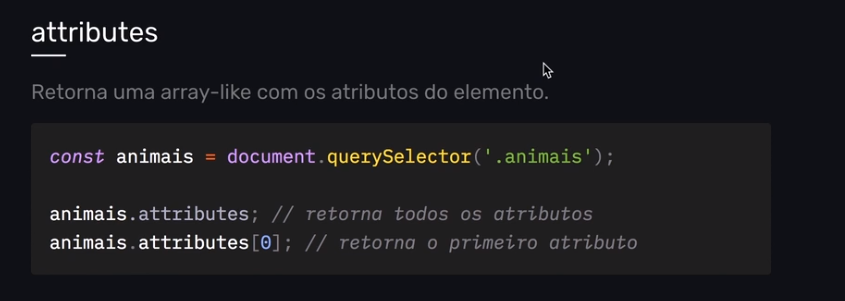 attributes
Retorna uma array-like com os atributos do elemento.
const animais = document.querySelector('.animais');
animais.attributes; // retorna todos os atributos
animais.attributes[0]; // retorna o primeiro atributo